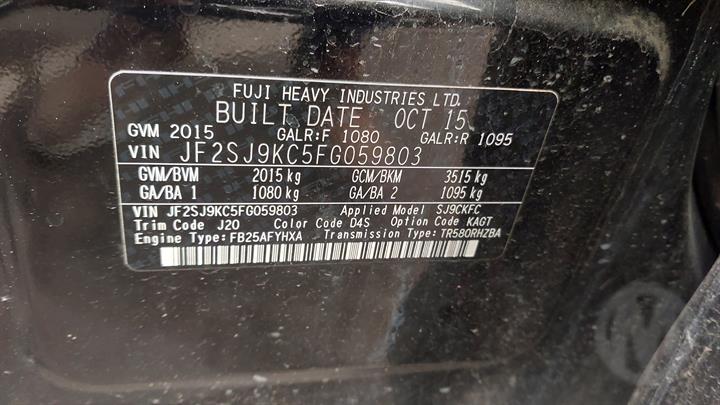 FUJI HEAVY INDUSTRIES LTD.
BUILT DATE OCT 15
GVM 2015 GALR:F 1080 GALR:R 1095
VIN JF2SJ9KC5FG059803
GVM/BVM 2015 kg GCM/BKM 3515 kg
GA/BA 1 1080 kg GA/BA 2 1095 kg
VIN JF2SJ9KC5FG059803 Applied Model SJ9CKFC
Trim Code J20 Color Code D4S Option Code KAGT
Engine Type:FB25AFYHXA Transmission Type:TR580RHZBA